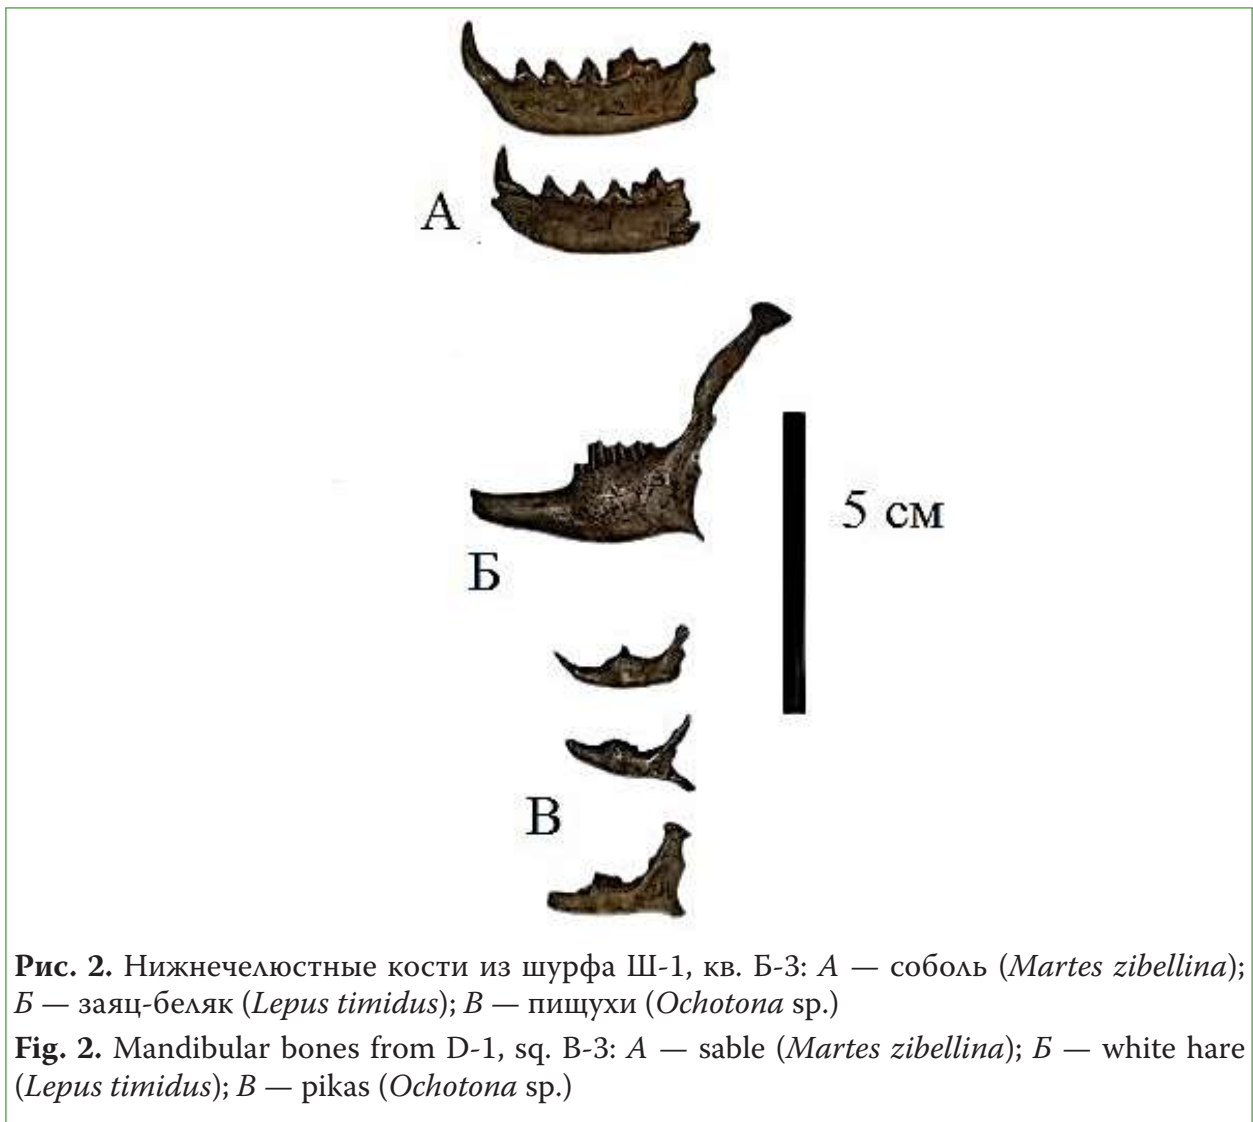 А
5 см
Б
В
Рис. 2. Нижнечелюстные кости из шурфа Ш-1, кв. Б-3: А — соболь (Martes zibellina);
Б — заяц-беляк (Lepus timidus); В — пищухи (Ochotona sp.)
Fig. 2. Mandibular bones from D-1, sq. B-3: А — sable (Martes zibellina); Б — white hare
(Lepus timidus); В — pikas (Ochotona sp.)